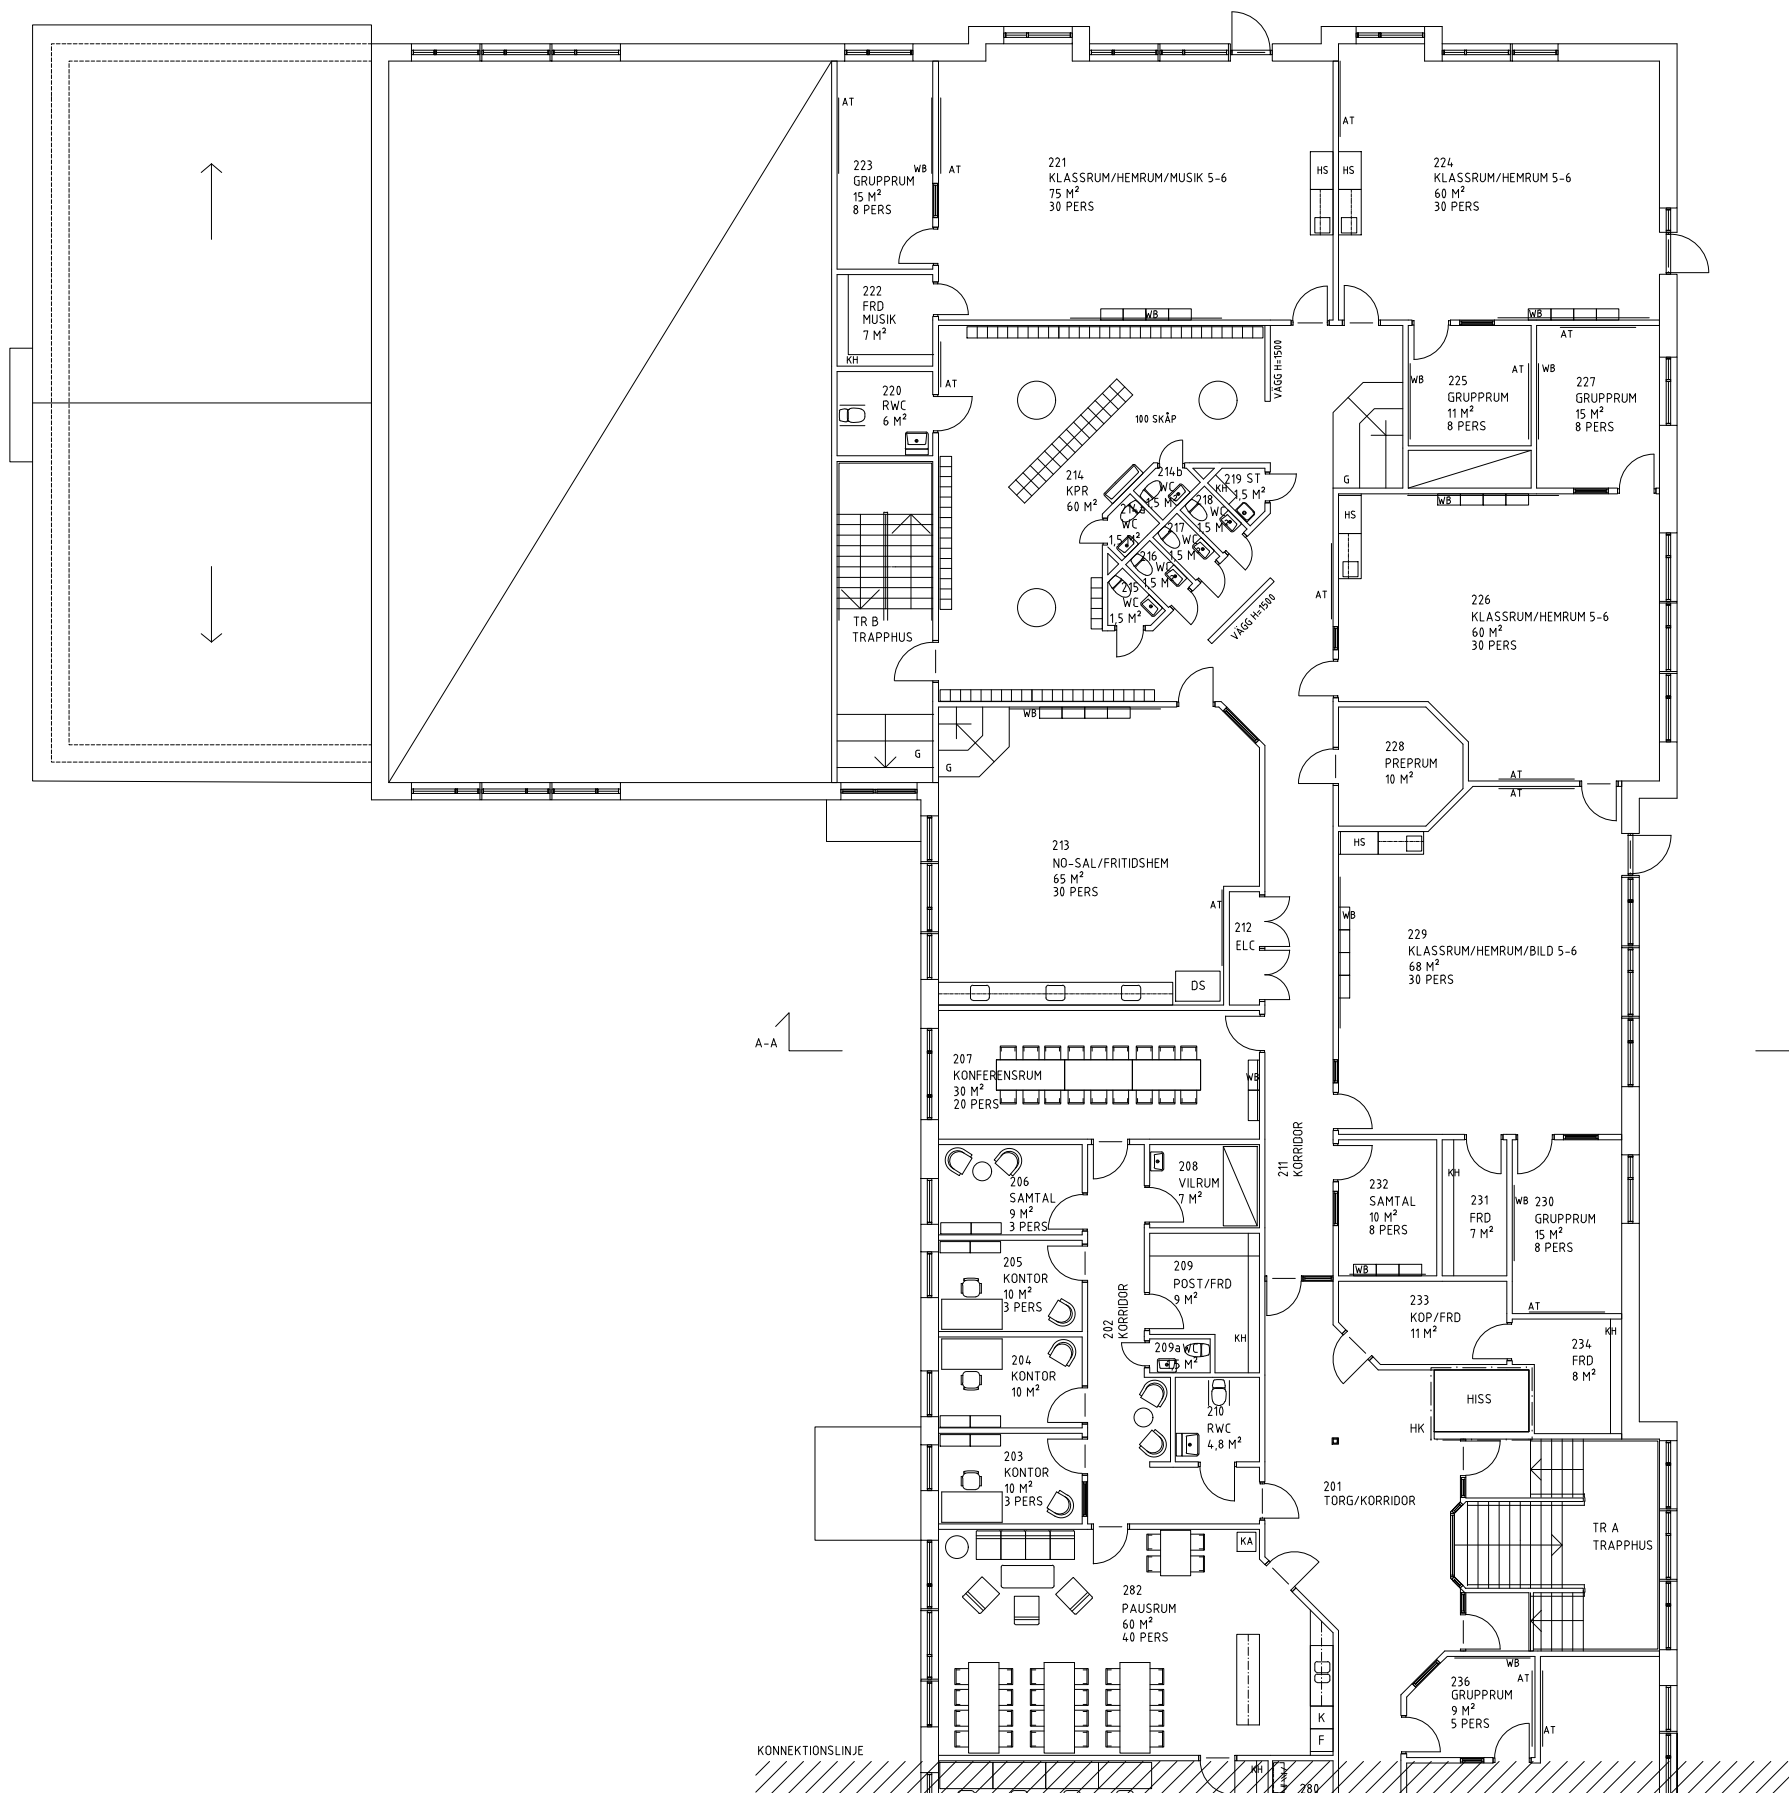 AT
223
GRUPPRUM
15 M²
8 PERS
WB
AT
221
KLASSRUM/HEMRUM/MUSIK 5-6
75 M²
30 PERS
HS
HS
AT
224
KLASSRUM/HEMRUM 5-6
60 M²
30 PERS
222
FRD
MUSIK
7 M²
KH
WB
WB
220
RWC
6 M²
AT
VÄGG H=1500
100 SKÅP
WB
225
GRUPPRUM
11 M²
8 PERS
AT
AT
WB
227
GRUPPRUM
15 M²
8 PERS
G
214
KPR
60 M²
214b
WC
1,5 M²
219 ST
1,5 M²
KH
214a
WC
1,5 M²
218
WC
1,5 M²
217
WC
1,5 M²
216
WC
1,5 M²
215
WC
1,5 M²
VÄGG H=1500
HS
WB
AT
226
KLASSRUM/HEMRUM 5-6
60 M²
30 PERS
TR B
TRAPPHUS
G
G
WB
228
PREPRUM
10 M²
AT
AT
213
NO-SAL/FRITIDSHEM
65 M²
30 PERS
HS
AT
212
ELC
WB
229
KLASSRUM/HEMRUM/BILD 5-6
68 M²
30 PERS
DS
A-A
207
KONFERENSRUM
30 M²
20 PERS
WB
211
KORRIDOR
206
SAMTAL
9 M²
3 PERS
208
VILRUM
7 M²
232
SAMTAL
10 M²
8 PERS
WB
KH
231
FRD
7 M²
WB
230
GRUPPRUM
15 M²
8 PERS
AT
205
KONTOR
10 M²
3 PERS
202
KORRIDOR
209
POST/FRD
9 M²
KH
209a WC
233
KOP/FRD
11 M²
KH
234
FRD
8 M²
204
KONTOR
10 M²
HISS
HK
210
RWC
4,8 M²
203
KONTOR
10 M²
3 PERS
201
TORG/KORRIDOR
TR A
TRAPPHUS
KA
282
PAUSRUM
60 M²
40 PERS
K
F
WB
AT
236
GRUPPRUM
9 M²
5 PERS
AT
KONNEKTIONSLINJE
KH
280